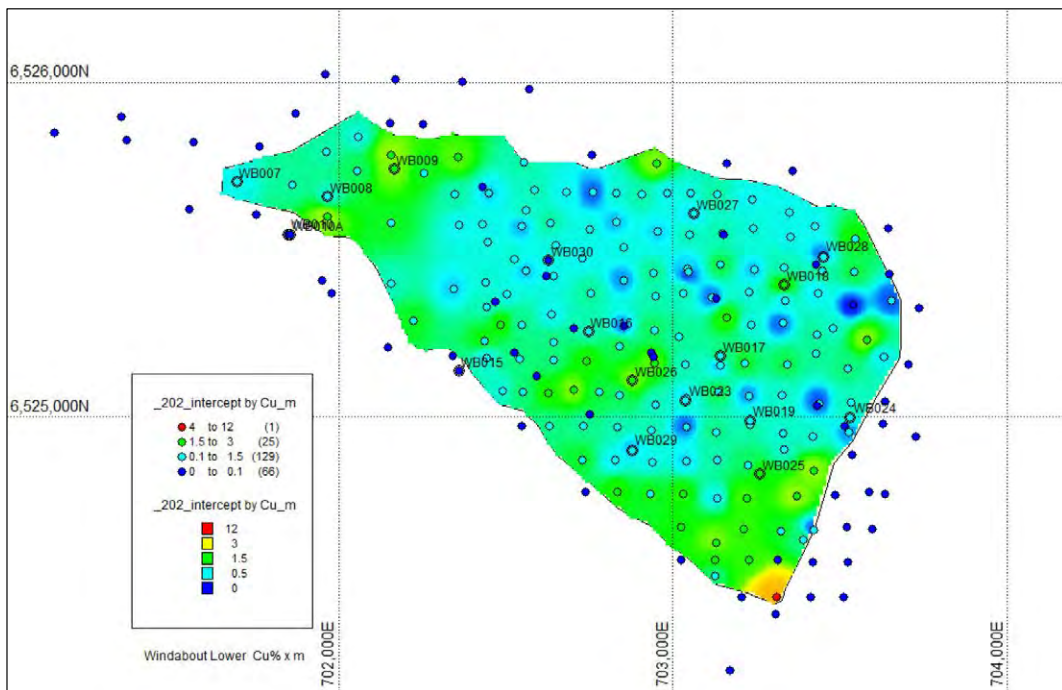 6,526,000N
WB009
WB007
WB008
WB027
WB010A
WB028
WB030
WB018
WB016
WB017
WB015
WB026
WB023
6,525,000N
WB024
WB019
WB029
WB025
_202_intercept by Cu_m
4 to 12 (1)
1.5 to 3 (25)
0.1 to 1.5 (129)
0 to 0.1 (66)
_202_intercept by Cu_m
12
3
1.5
0.5
0
702,000E
703,000E
704,000E
Windabout Lower Cu% x m